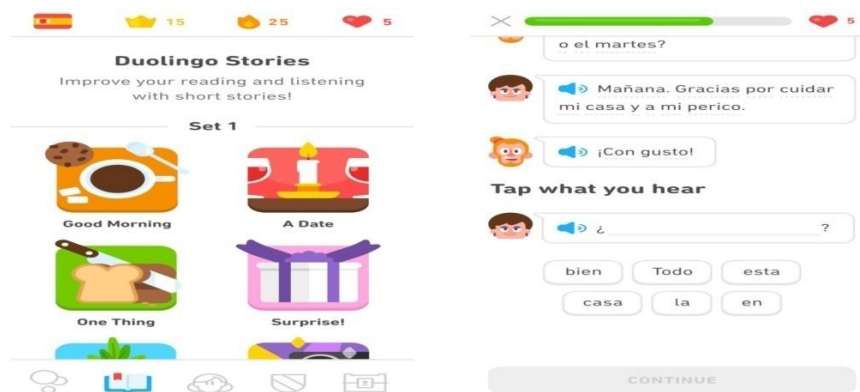 15
25
5
Duolingo Stories
Improve your reading and listening
with short stories!
Set 1
Good Morning
A Date
One Thing
Surprise!
5
o el martes?
Mañana. Gracias por cuidar
mi casa y a mi perico.
¡Con gusto!
Tap what you hear
¿ ?
bien Todo esta
casa la en
CONTINUE